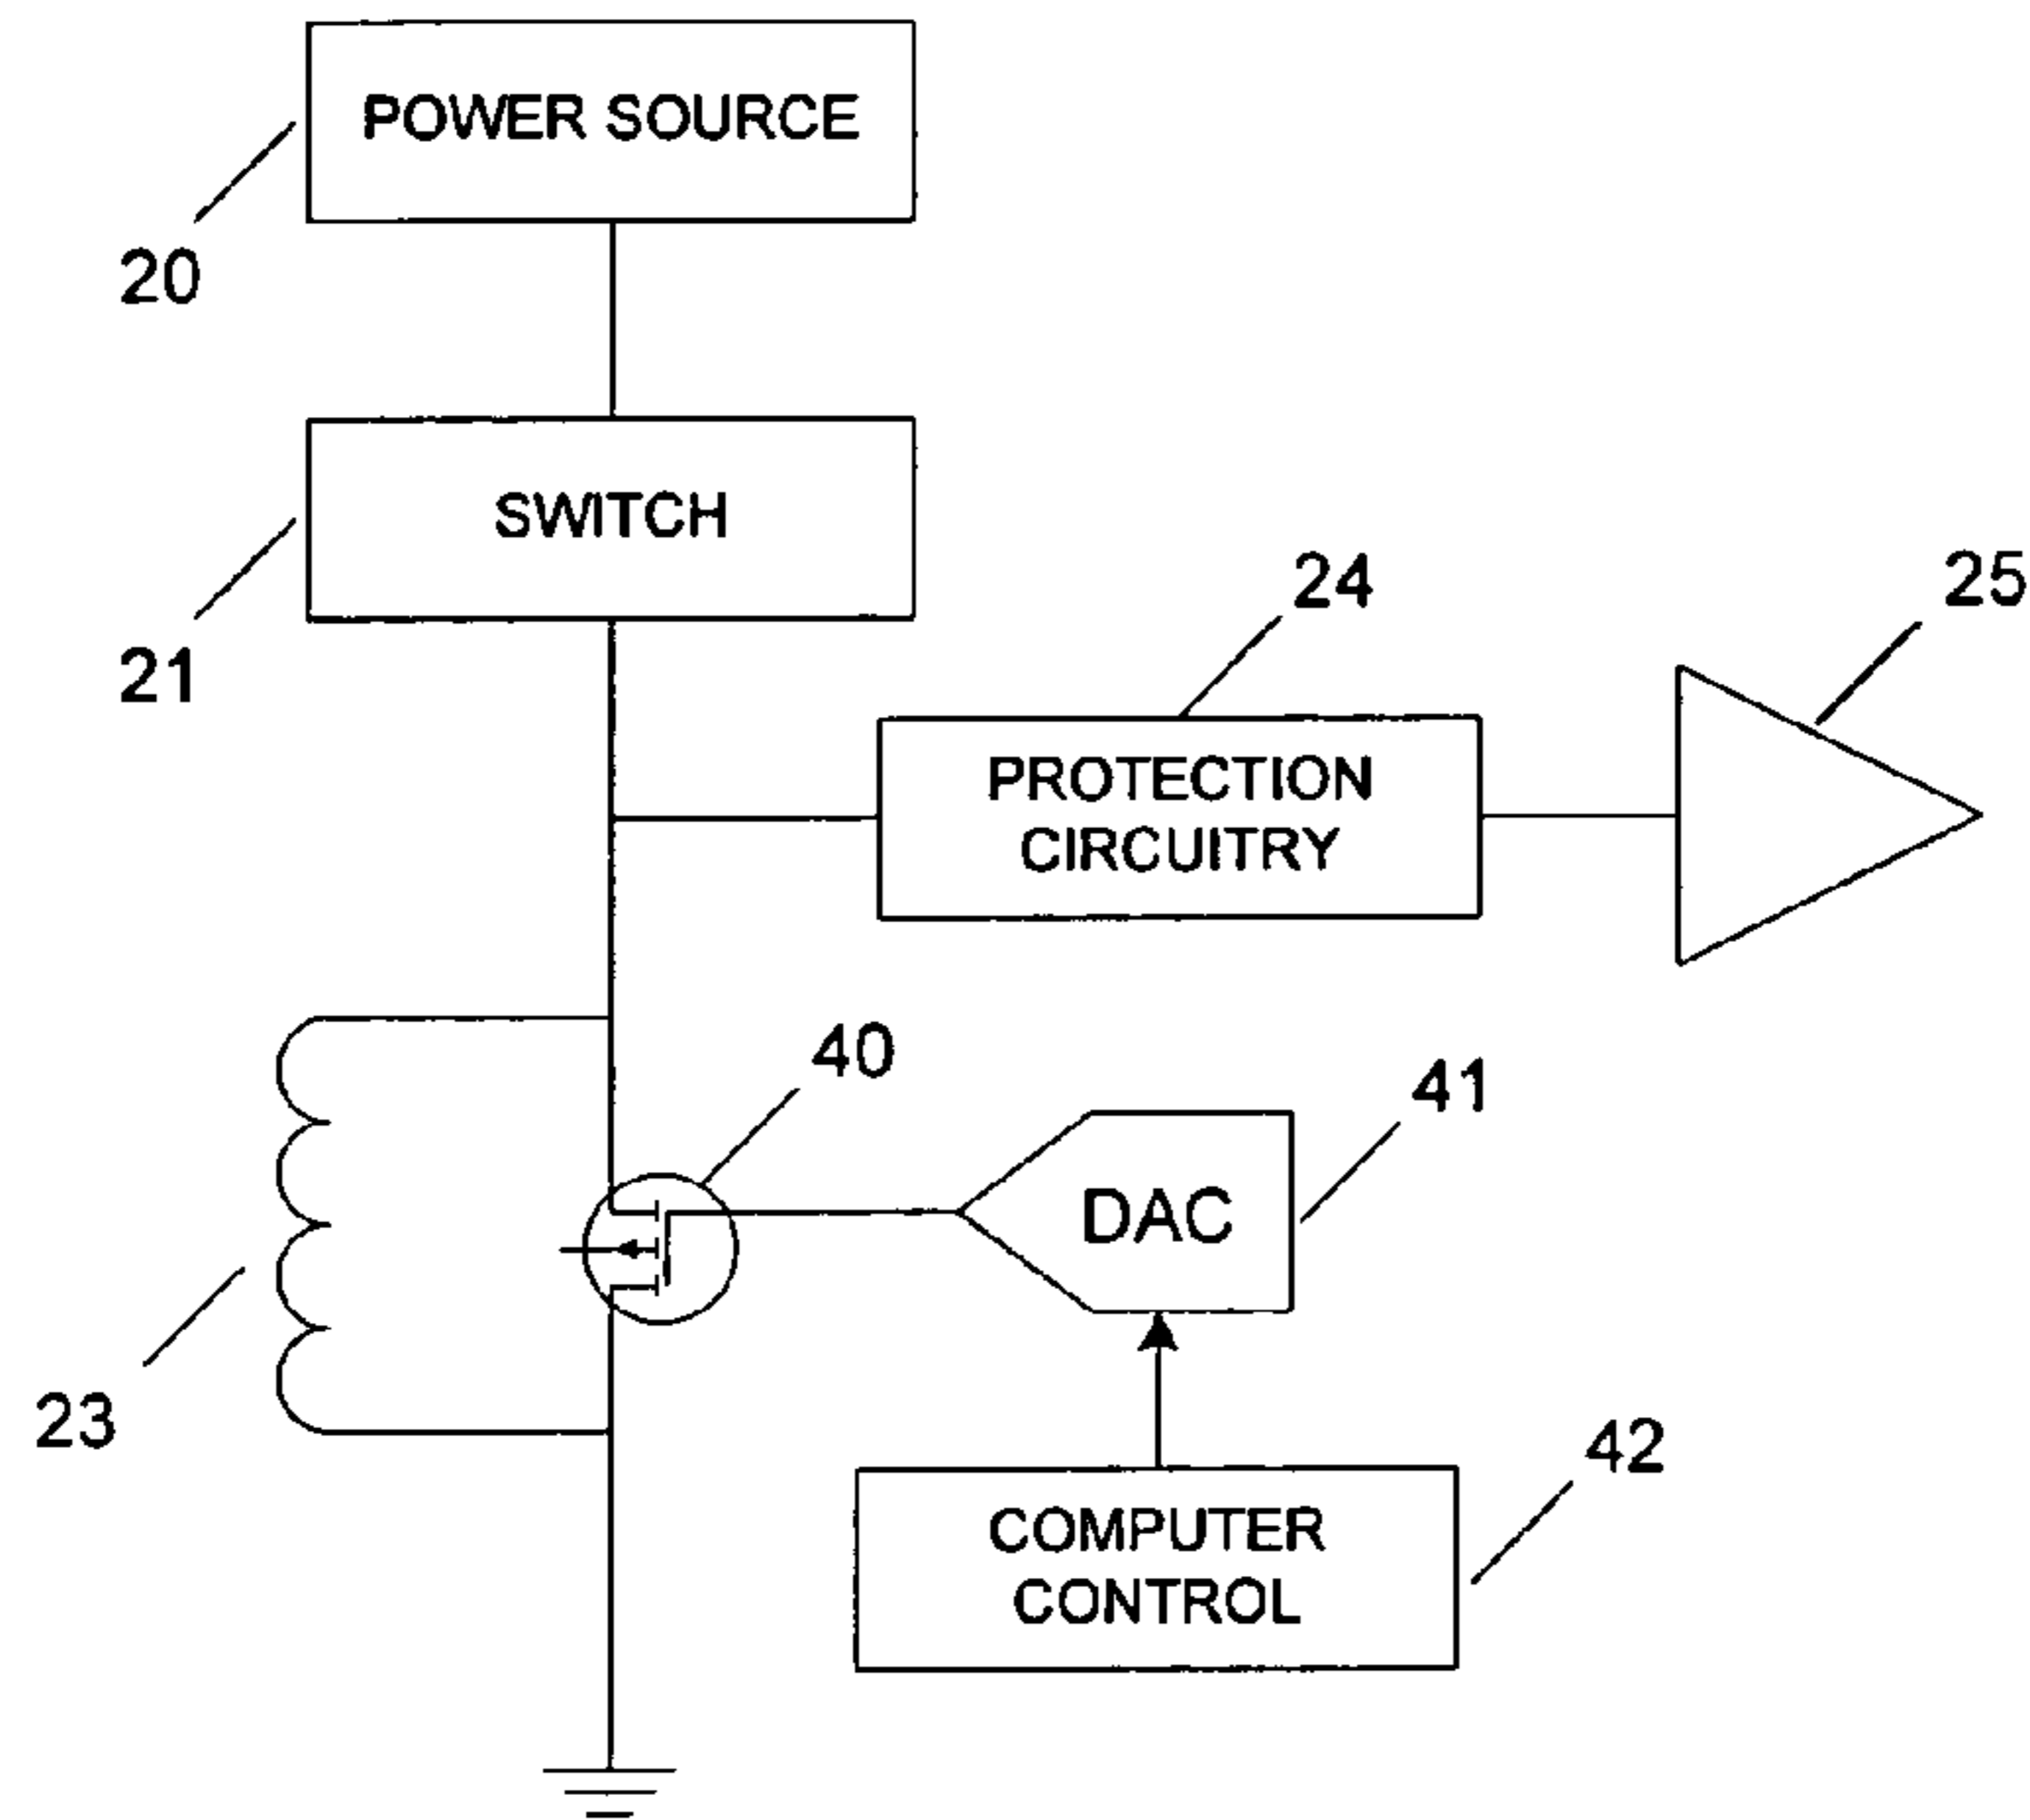 POWER SOURCE
20
SWITCH
21
24
25
PROTECTION
CIRCUITRY
40
41
DAC
23
42
COMPUTER
CONTROL